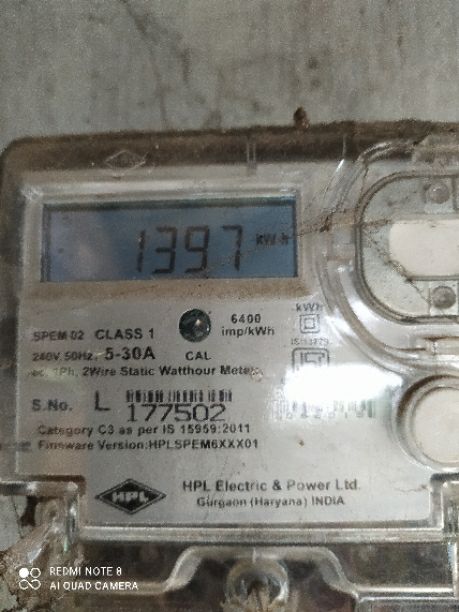 1397 kWh
6400
imp/kWh
kWh
SPEM 02 CLASS 1
240V, 50Hz, 5-30A CAL
1Ph, 2Wire Static Watthour Meter
S.No. L 177502
Category C3 as per IS 15959:2011
Firmware Version:HPLSPEM6XXX01
HPL
HPL Electric & Power Ltd.
Gurgaon (Haryana) INDIA
REDMI NOTE 8
AI QUAD CAMERA